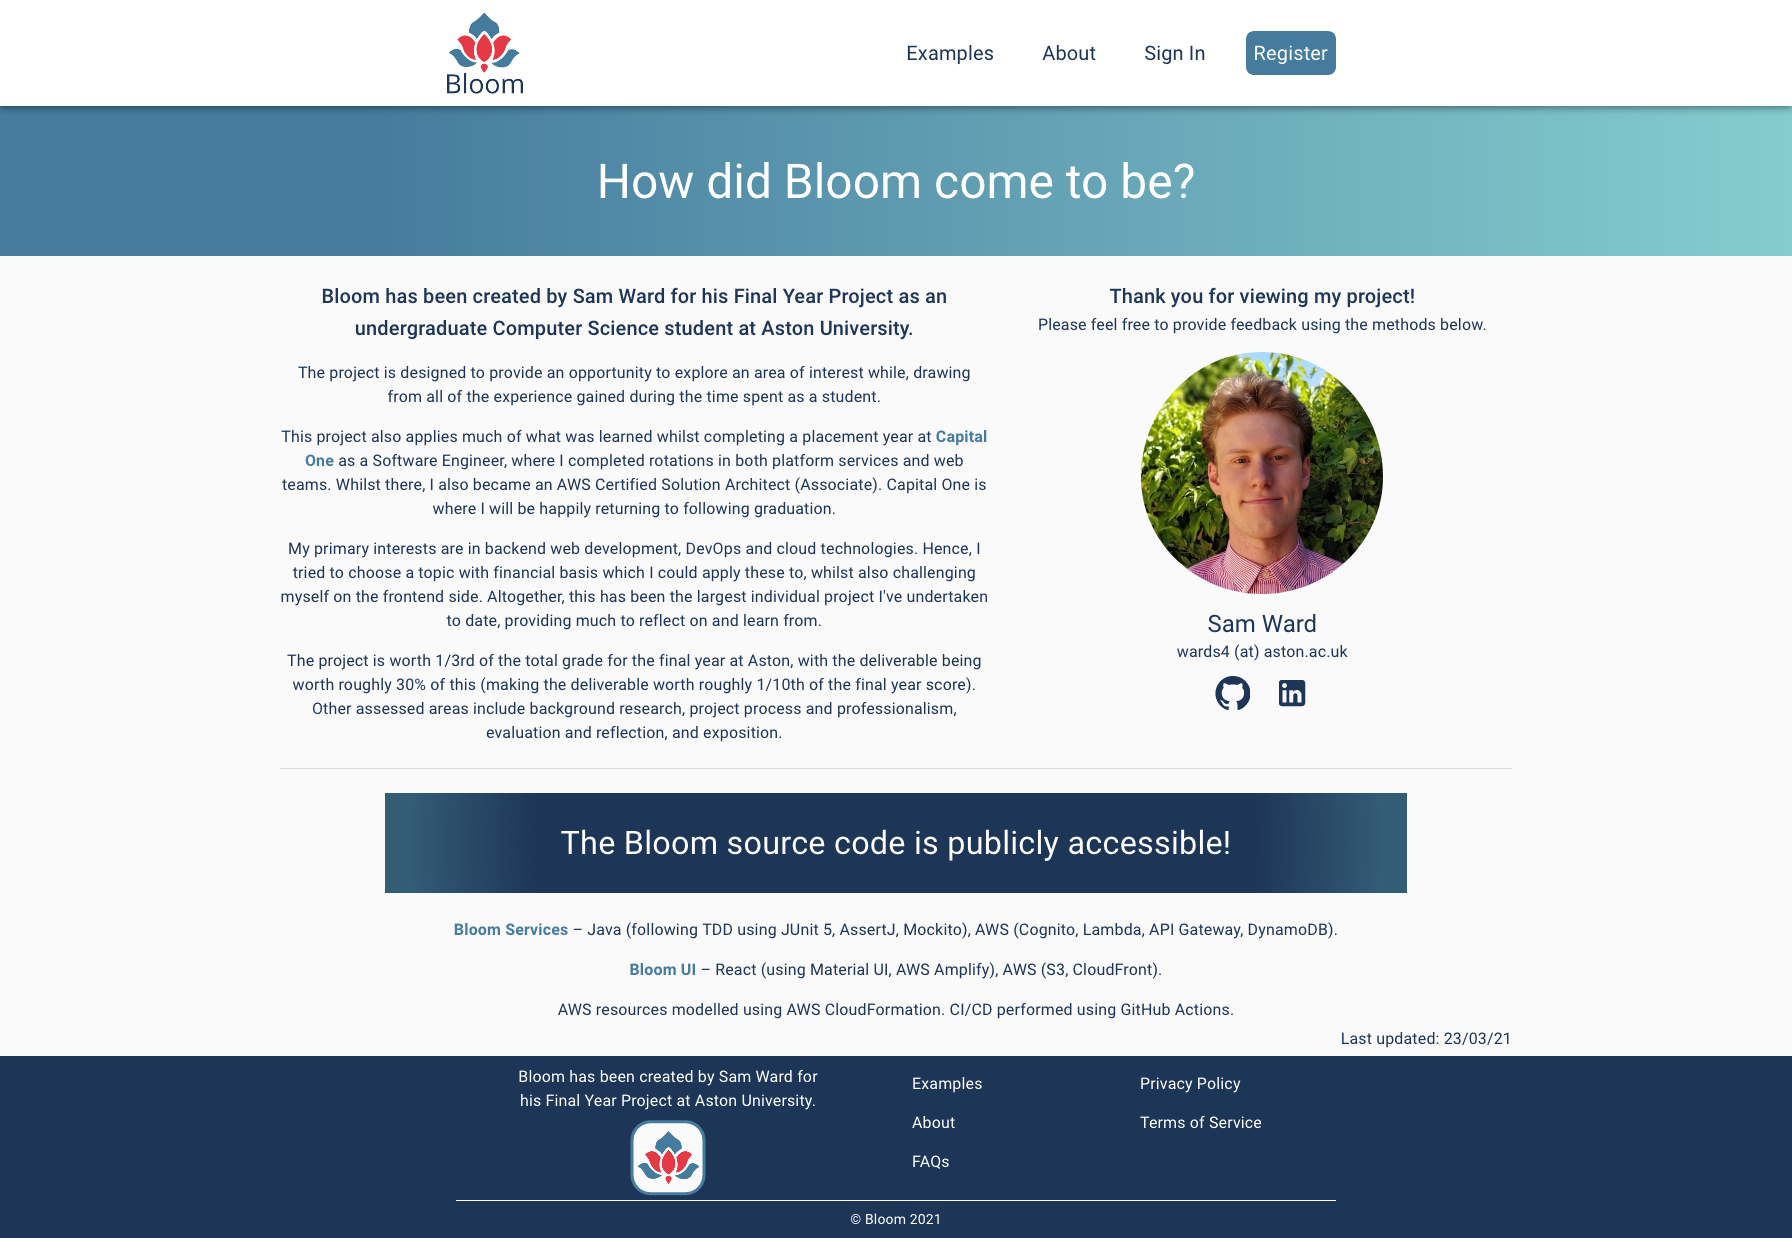 Bloom
Examples
About
Sign In
Register
How did Bloom come to be?
Bloom has been created by Sam Ward for his Final Year Project as an
undergraduate Computer Science student at Aston University.
The project is designed to provide an opportunity to explore an area of interest while, drawing
from all of the experience gained during the time spent as a student.
This project also applies much of what was learned whilst completing a placement year at Capital
One as a Software Engineer, where I completed rotations in both platform services and web
teams. Whilst there, I also became an AWS Certified Solution Architect (Associate). Capital One is
where I will be happily returning to following graduation.
My primary interests are in backend web development, DevOps and cloud technologies. Hence, I
tried to choose a topic with financial basis which I could apply these to, whilst also challenging
myself on the frontend side. Altogether, this has been the largest individual project I've undertaken
to date, providing much to reflect on and learn from.
The project is worth 1/3rd of the total grade for the final year at Aston, with the deliverable being
worth roughly 30% of this (making the deliverable worth roughly 1/10th of the final year score).
Other assessed areas include background research, project process and professionalism,
evaluation and reflection, and exposition.
Thank you for viewing my project!
Please feel free to provide feedback using the methods below.
Sam Ward
wards4 (at) aston.ac.uk
The Bloom source code is publicly accessible!
Bloom Services – Java (following TDD using JUnit 5, AssertJ, Mockito), AWS (Cognito, Lambda, API Gateway, DynamoDB).
Bloom UI – React (using Material UI, AWS Amplify), AWS (S3, CloudFront).
AWS resources modelled using AWS CloudFormation. CI/CD performed using GitHub Actions.
Last updated: 23/03/21
Bloom has been created by Sam Ward for
his Final Year Project at Aston University.
Examples
About
FAQs
Privacy Policy
Terms of Service
© Bloom 2021